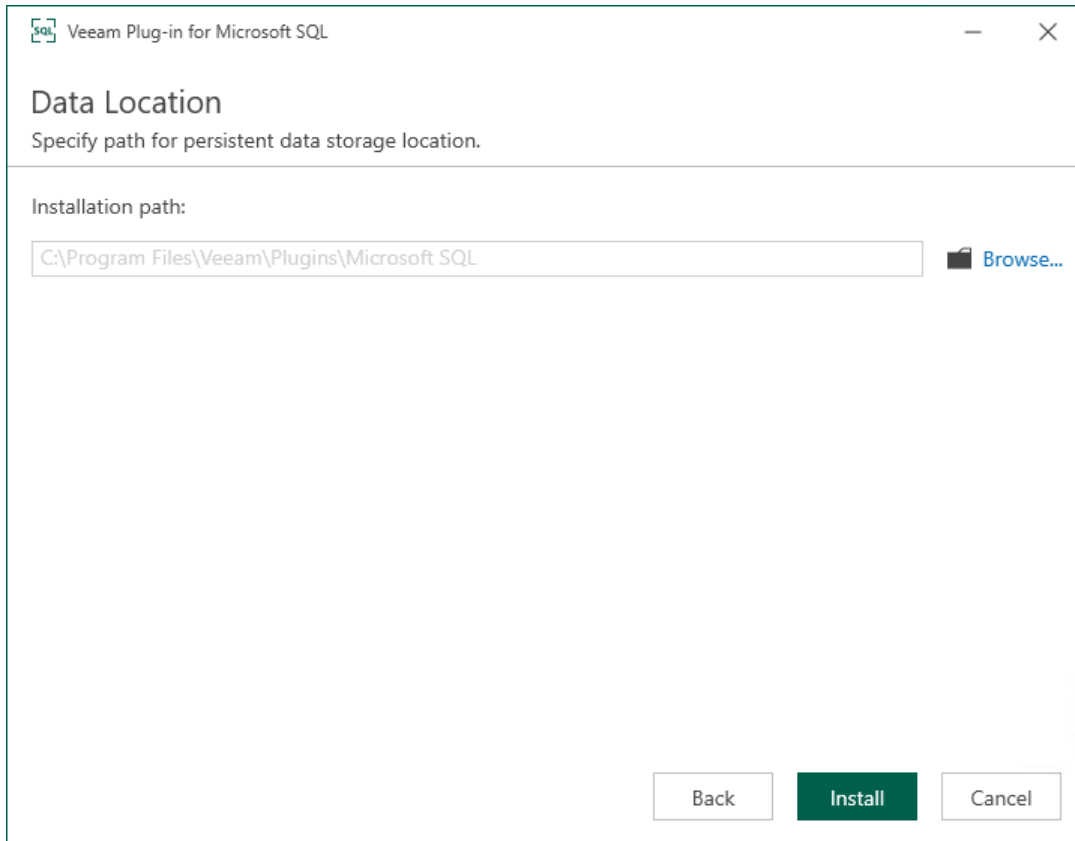 SQL Veeam Plug-in for Microsoft SQL
Data Location
Specify path for persistent data storage location.
Installation path:
C:\Program Files\Veeam\Plugins\Microsoft SQL Browse...
Back Install Cancel